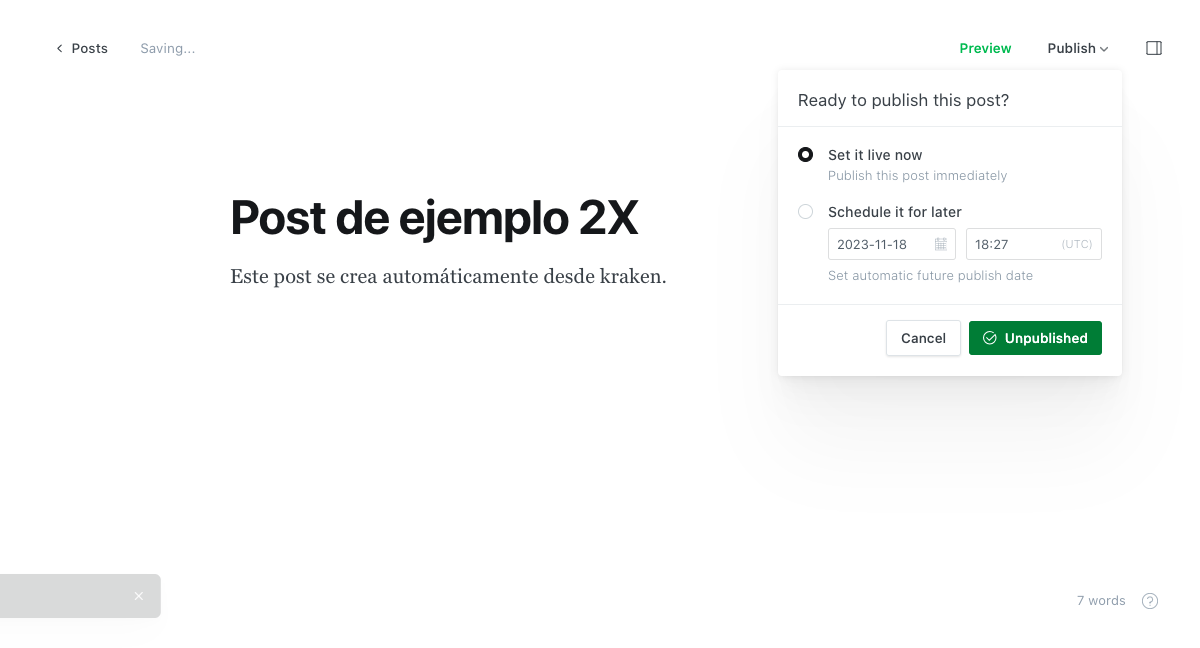 Posts
Saving...
Preview
Publish
Ready to publish this post?
Set it live now
Publish this post immediately
Schedule it for later
2023-11-18
18:27
(UTC)
Set automatic future publish date
Cancel
Unpublished
Post de ejemplo 2X
Este post se crea automáticamente desde kraken.
7 words
?